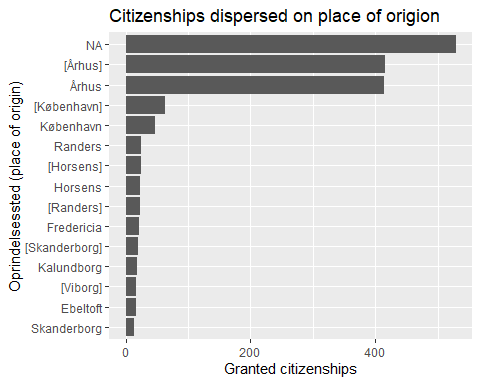 Citizenships dispersed on place of origion
Oprindelsessted (place of origin)
NA
[Århus]
Århus
[København]
København
Randers
[Horsens]
Horsens
[Randers]
Fredericia
[Skanderborg]
Kalundborg
[Viborg]
Ebeltoft
Skanderborg
0 200 400
Granted citizenships